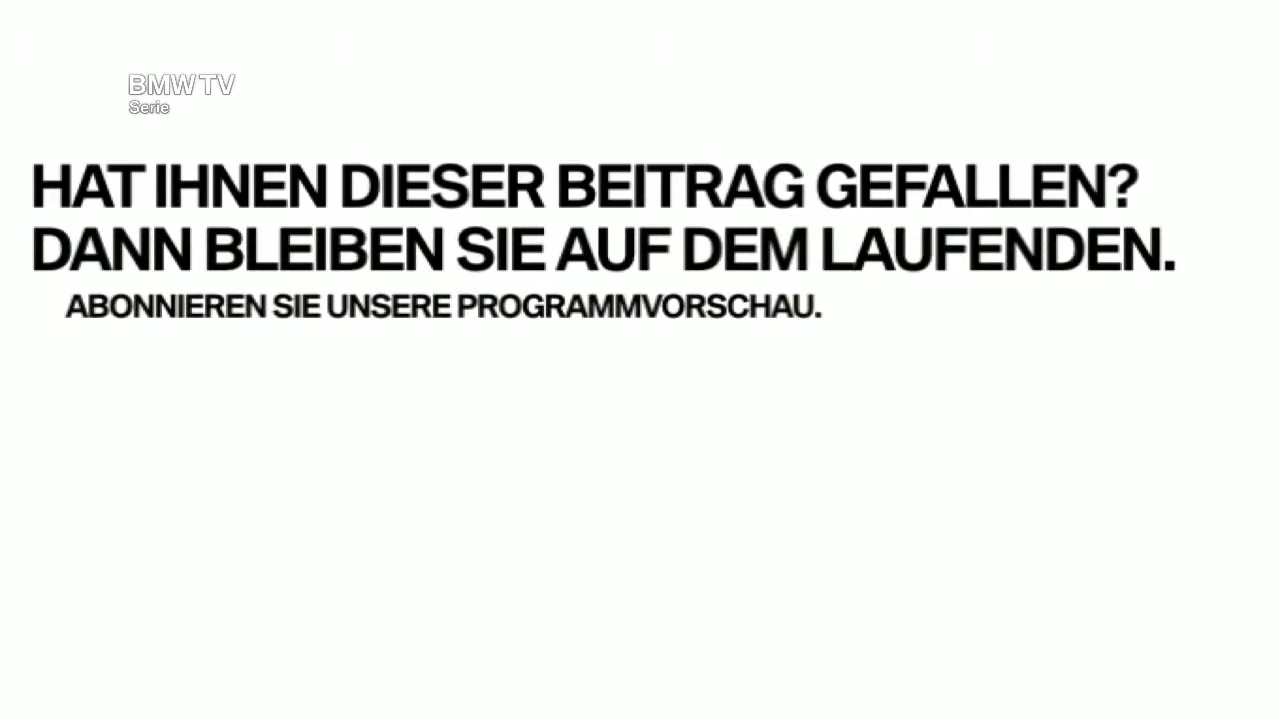 BMW TV
Serie
HAT IHNEN DIESER BEITRAG GEFALLEN?
DANN BLEIBEN SIE AUF DEM LAUFENDEN.
ABONNIEREN SIE UNSERE PROGRAMMVORSCHAU.